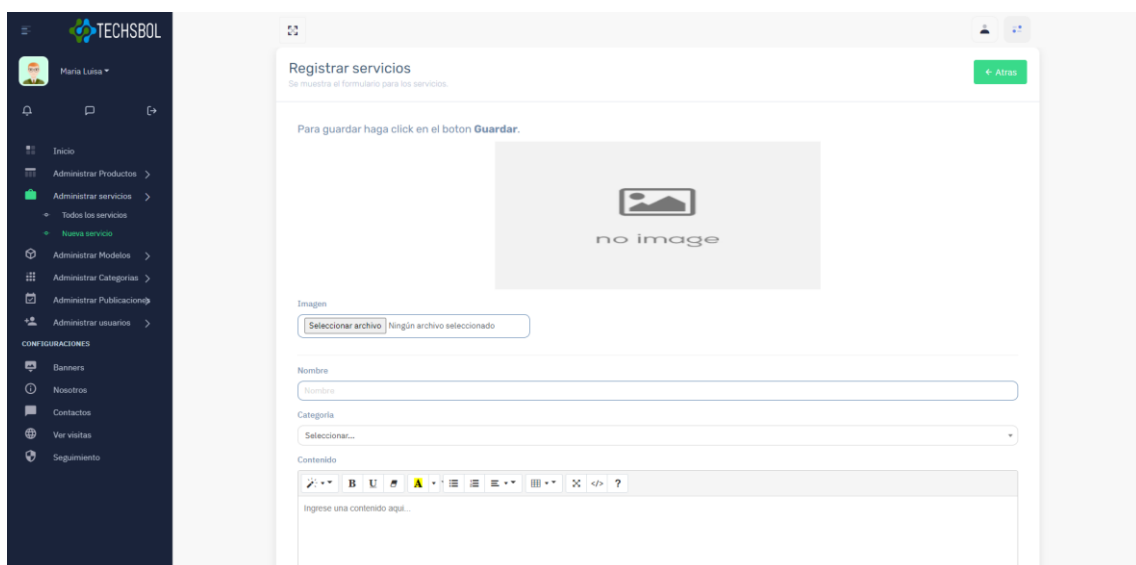 TECHSBOL
Maria Luisa
Inicio
Administrar Productos
Administrar servicios
Todos los servicios
Nueva servicio
Administrar Modelos
Administrar Categorias
Administrar Publicaciones
Administrar usuarios
CONFIGURACIONES
Banners
Nosotros
Contactos
Ver visitas
Seguimiento
Registrar servicios
Se muestra el formulario para los servicios.
← Atras
Para guardar haga click en el boton Guardar.
no image
Imagen
Seleccionar archivo Ningún archivo seleccionado
Nombre
Nombre
Categoria
Seleccionar...
Contenido
B U A ?
Ingrese una contenido aqui...